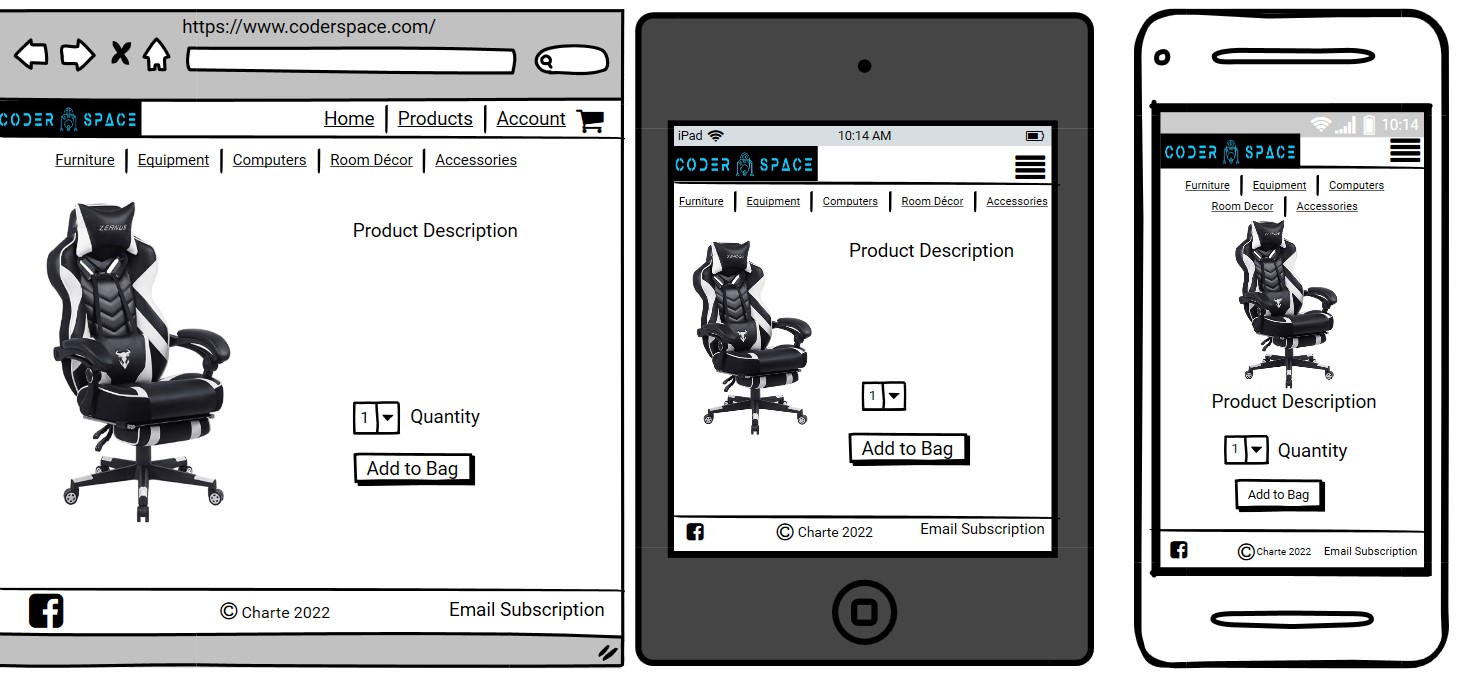 https://www.coderspace.com/
CODER SPACE
Home Products Account
Furniture Equipment Computers Room Décor Accessories
ZERNUS
Product Description
1 Quantity
Add to Bag
© Charte 2022 Email Subscription
iPad 10:14 AM
CODER SPACE
Furniture Equipment Computers Room Décor Accessories
Product Description
1
Add to Bag
© Charte 2022 Email Subscription
10:14
CODER SPACE
Furniture Equipment Computers
Room Decor Accessories
Product Description
1 Quantity
Add to Bag
© Charte 2022 Email Subscription